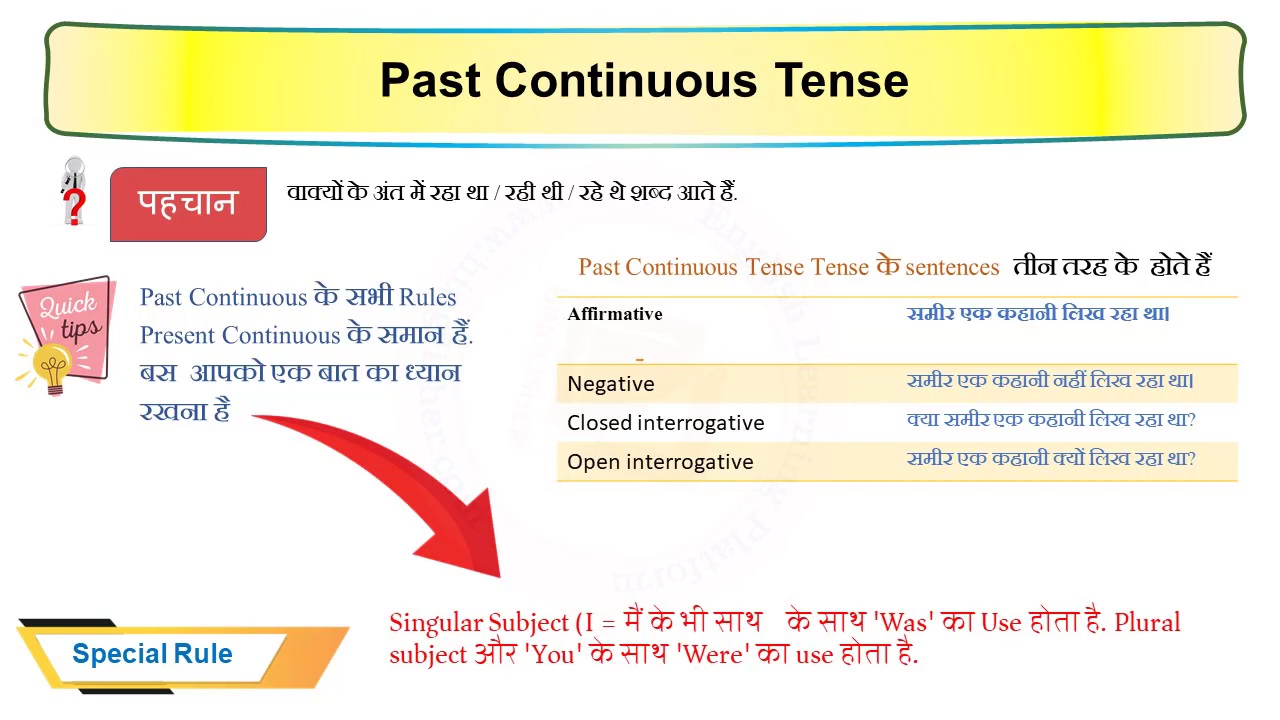 Past Continuous Tense
पहचान
वाक्यों के अंत में रहा था / रही थी / रहे थे शब्द आते हैं.
Past Continuous Tense Tense के sentences तीन तरह के होते हैं
Quick
tips
Past Continuous के सभी Rules
Present Continuous के समान हैं.
बस आपको एक बात का ध्यान
रखना है
Affirmative समीर एक कहानी लिख रहा था।
-
Negative समीर एक कहानी नहीं लिख रहा था।
Closed interrogative क्या समीर एक कहानी लिख रहा था?
Open interrogative समीर एक कहानी क्यों लिख रहा था?
Special Rule
Singular Subject (I = मैं के भी साथ के साथ 'Was' का Use होता है. Plural
subject और 'You' के साथ 'Were' का use होता है.
English Learning Platform